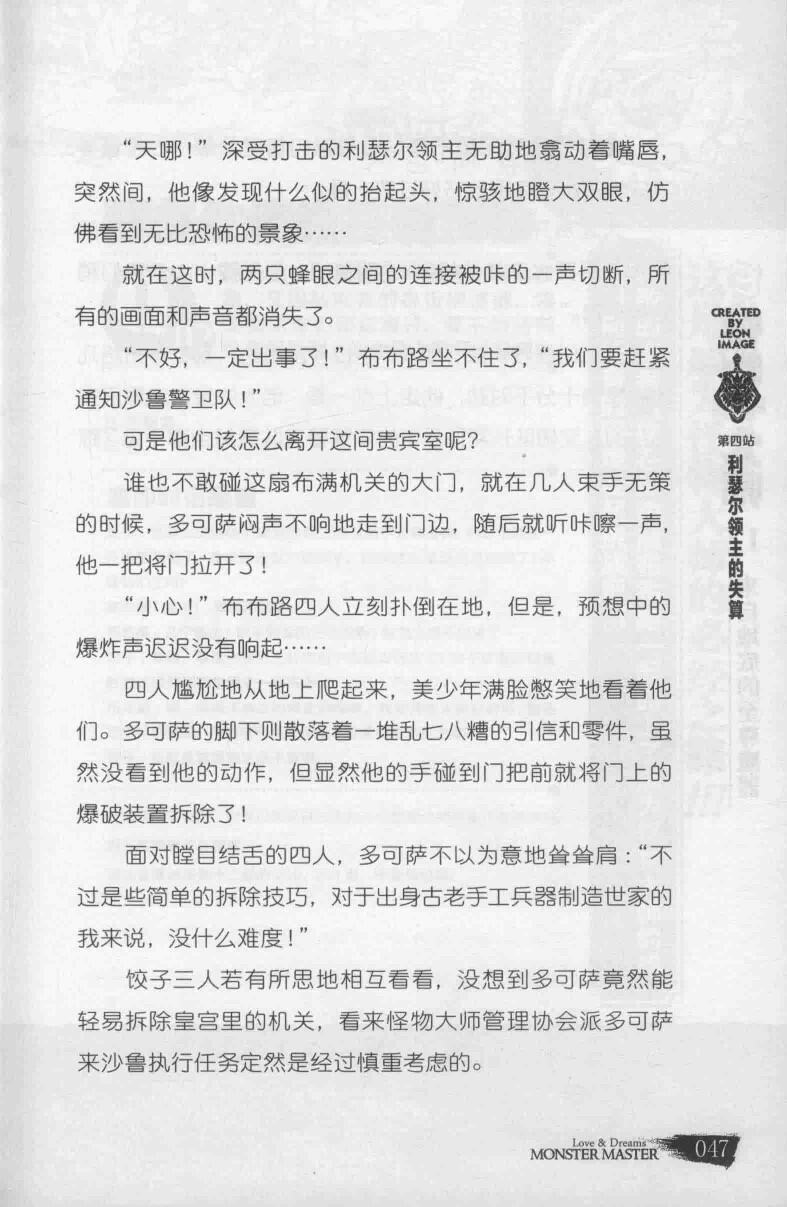 “天哪！”深受打击的利瑟尔领主无助地翕动着嘴唇，
突然间，他像发现什么似的抬起头，惊骇地瞪大双眼，仿
佛看到无比恐怖的景象……
就在这时，两只蜂眼之间的连接被咔的一声切断，所
有的画面和声音都消失了。
“不好，一定出事了！”布布路坐不住了，“我们要赶紧
通知沙鲁警卫队！”
可是他们该怎么离开这间贵宾室呢？
谁也不敢碰这扇布满机关的大门，就在几人束手无策
的时候，多可萨闷声不响地走到门边，随后就听咔嚓一声，
他一把将门拉开了！
“小心！”布布路四人立刻扑倒在地，但是，预想中的
爆炸声迟迟没有响起……
四人尴尬地从地上爬起来，美少年满脸憋笑地看着他
们。多可萨的脚下则散落着一堆乱七八糟的引信和零件，虽
然没看到他的动作，但显然他的手碰到门把前就将门上的
爆破装置拆除了！
面对瞠目结舌的四人，多可萨不以为意地耸耸肩：“不
过是些简单的拆除技巧，对于出身古老手工兵器制造世家的
我来说，没什么难度！”
饺子三人若有所思地相互看看，没想到多可萨竟然能
轻易拆除皇宫里的机关，看来怪物大师管理协会派多可萨
来沙鲁执行任务定然是经过慎重考虑的。
CREATED
BY
LEON
IMAGE
第四站
利瑟尔领主的失算
Love & Dreams
MONSTER MASTER
047